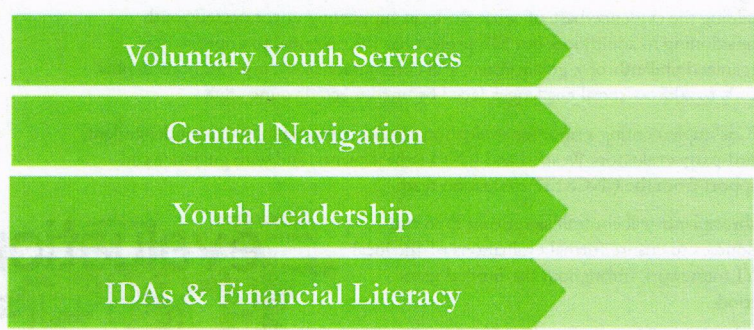 Voluntary Youth Services
Central Navigation
Youth Leadership
IDAs & Financial Literacy